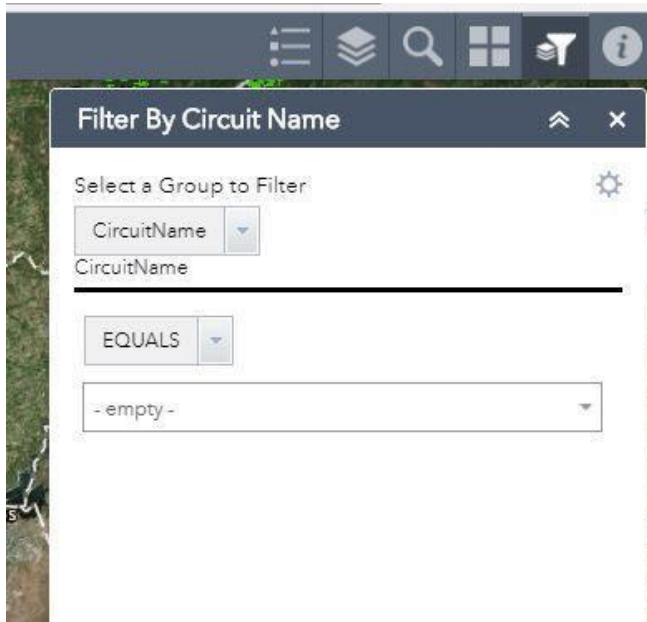 Filter By Circuit Name
Select a Group to Filter
CircuitName
CircuitName
EQUALS
- empty -
S